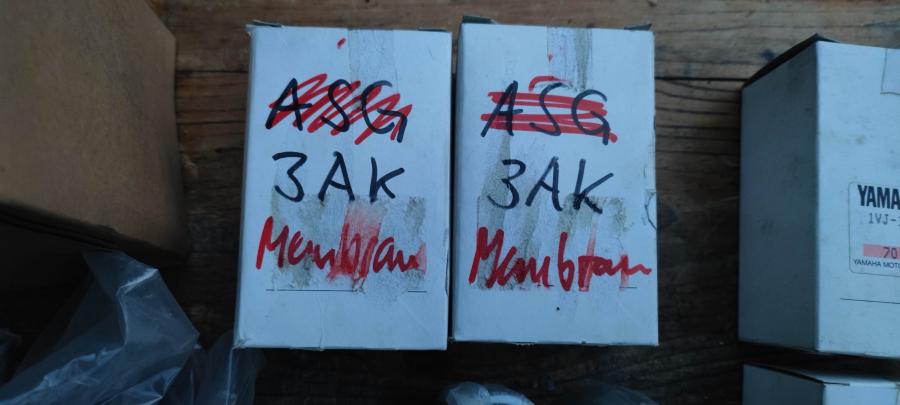 ASG
3AK
Membran
ASG
3AK
Membran
YAMA
1VJ-
70
YAMAHA MOTO